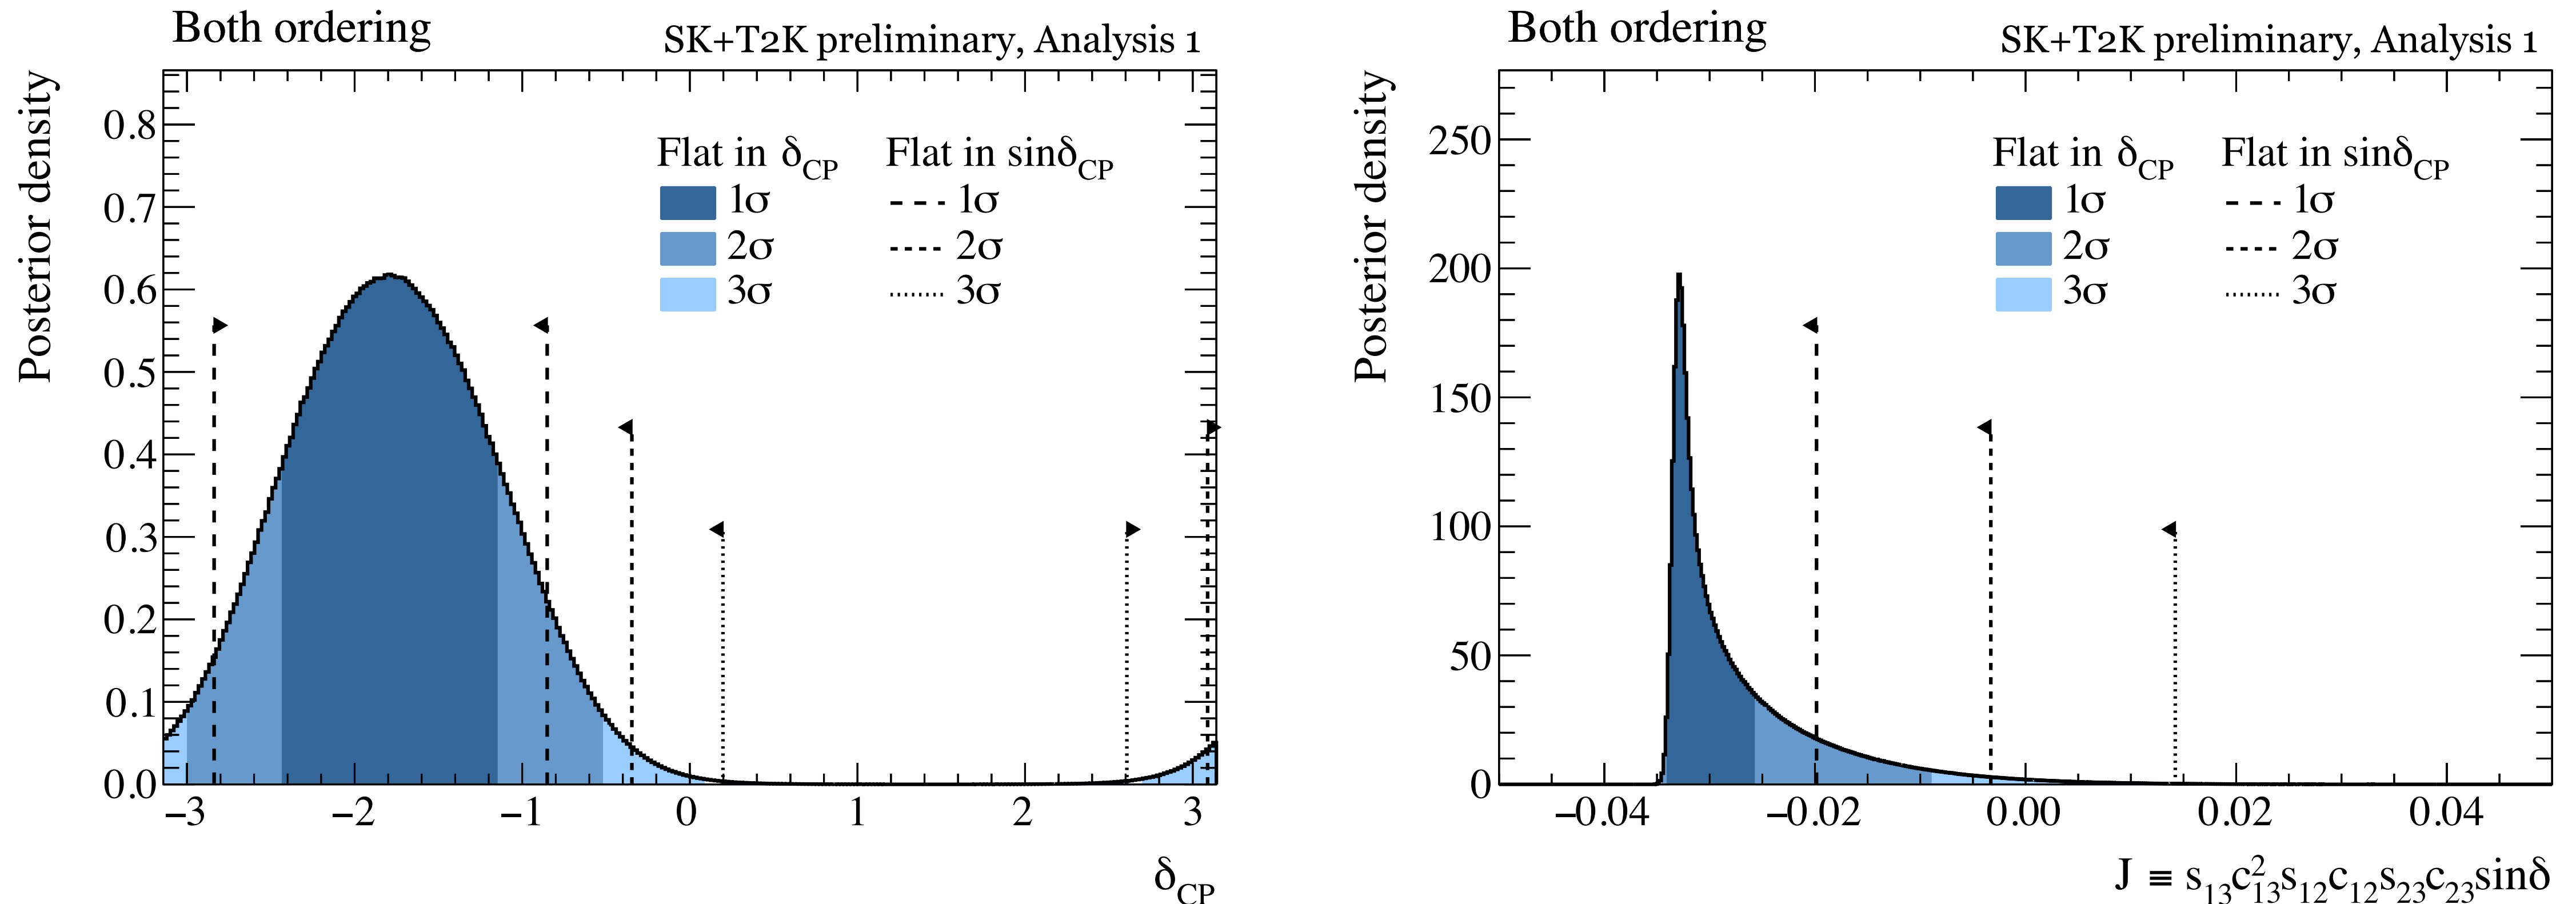 Both ordering
SK+T2K preliminary, Analysis 1
Posterior density
0.8
0.7
0.6
0.5
0.4
0.3
0.2
0.1
0.0
Flat in δCP Flat in sinδCP
1σ 1σ
2σ 2σ
3σ 3σ
−3 −2 −1 0 1 2 3
δCP
Both ordering
SK+T2K preliminary, Analysis 1
Posterior density
250
200
150
100
50
0
Flat in δCP Flat in sinδCP
1σ 1σ
2σ 2σ
3σ 3σ
−0.04 −0.02 0.00 0.02 0.04
J ≡ s13c²13s12c12s23c23sinδ